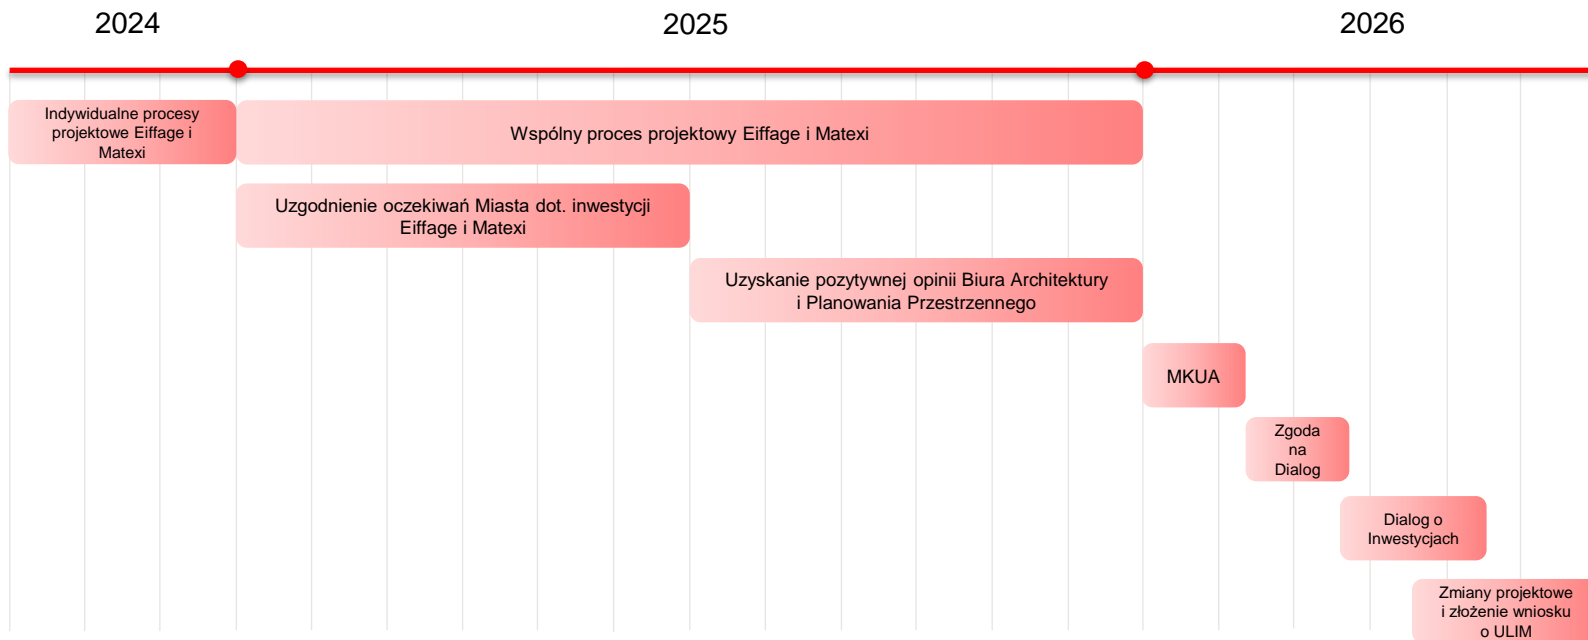 2024
2025
2026
Indywidualne procesy
projektowe Eiffage i
Matexi
Wspólny proces projektowy Eiffage i Matexi
Uzgodnienie oczekiwań Miasta dot. inwestycji
Eiffage i Matexi
Uzyskanie pozytywnej opinii Biura Architektury
i Planowania Przestrzennego
MKUA
Zgoda
na
Dialog
Dialog o
Inwestycjach
Zmiany projektowe
i złożenie wniosku
o ULIM